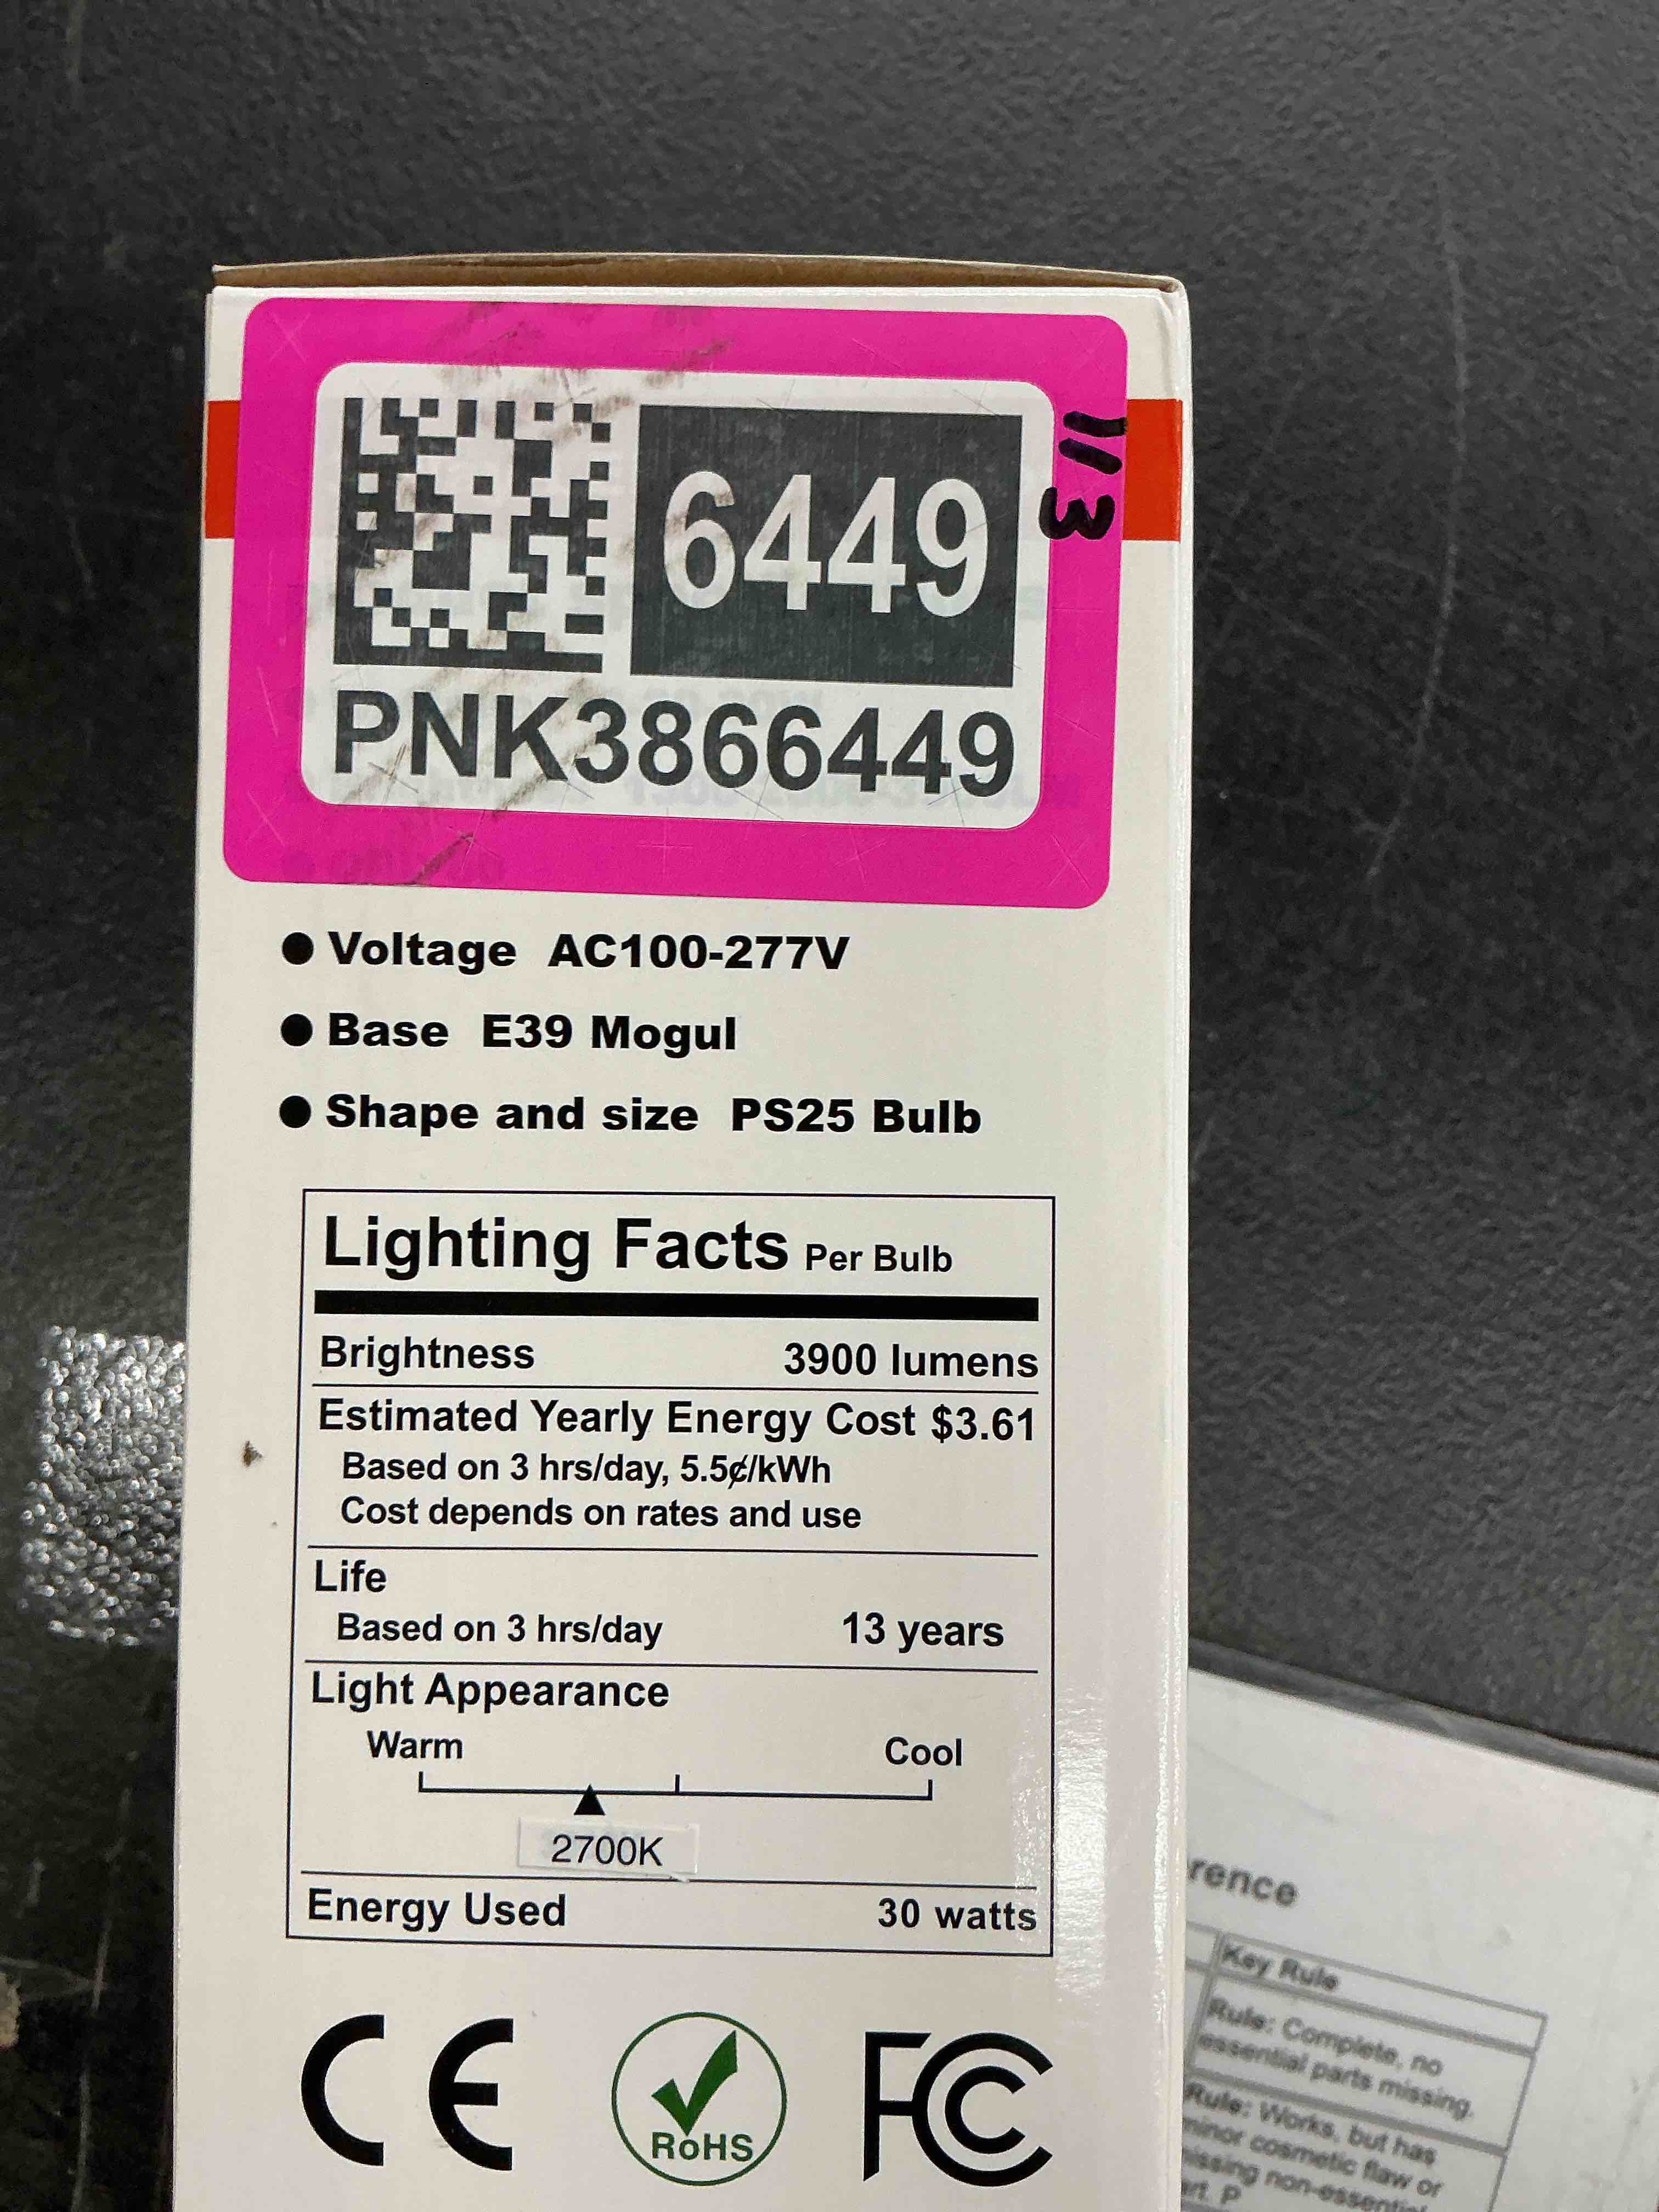 6449
11/3
PNK3866449
● Voltage AC100-277V
● Base E39 Mogul
● Shape and size PS25 Bulb
Lighting Facts Per Bulb
Brightness 3900 lumens
Estimated Yearly Energy Cost $3.61
Based on 3 hrs/day, 5.5¢/kWh
Cost depends on rates and use
Life
Based on 3 hrs/day 13 years
Light Appearance
Warm Cool
2700K
Energy Used 30 watts
CE
RoHS
FC
rence
Key Rule
Rule: Complete, no
essential parts missing.
Rule: Works, but has
minor cosmetic flaw or
missing non-essential